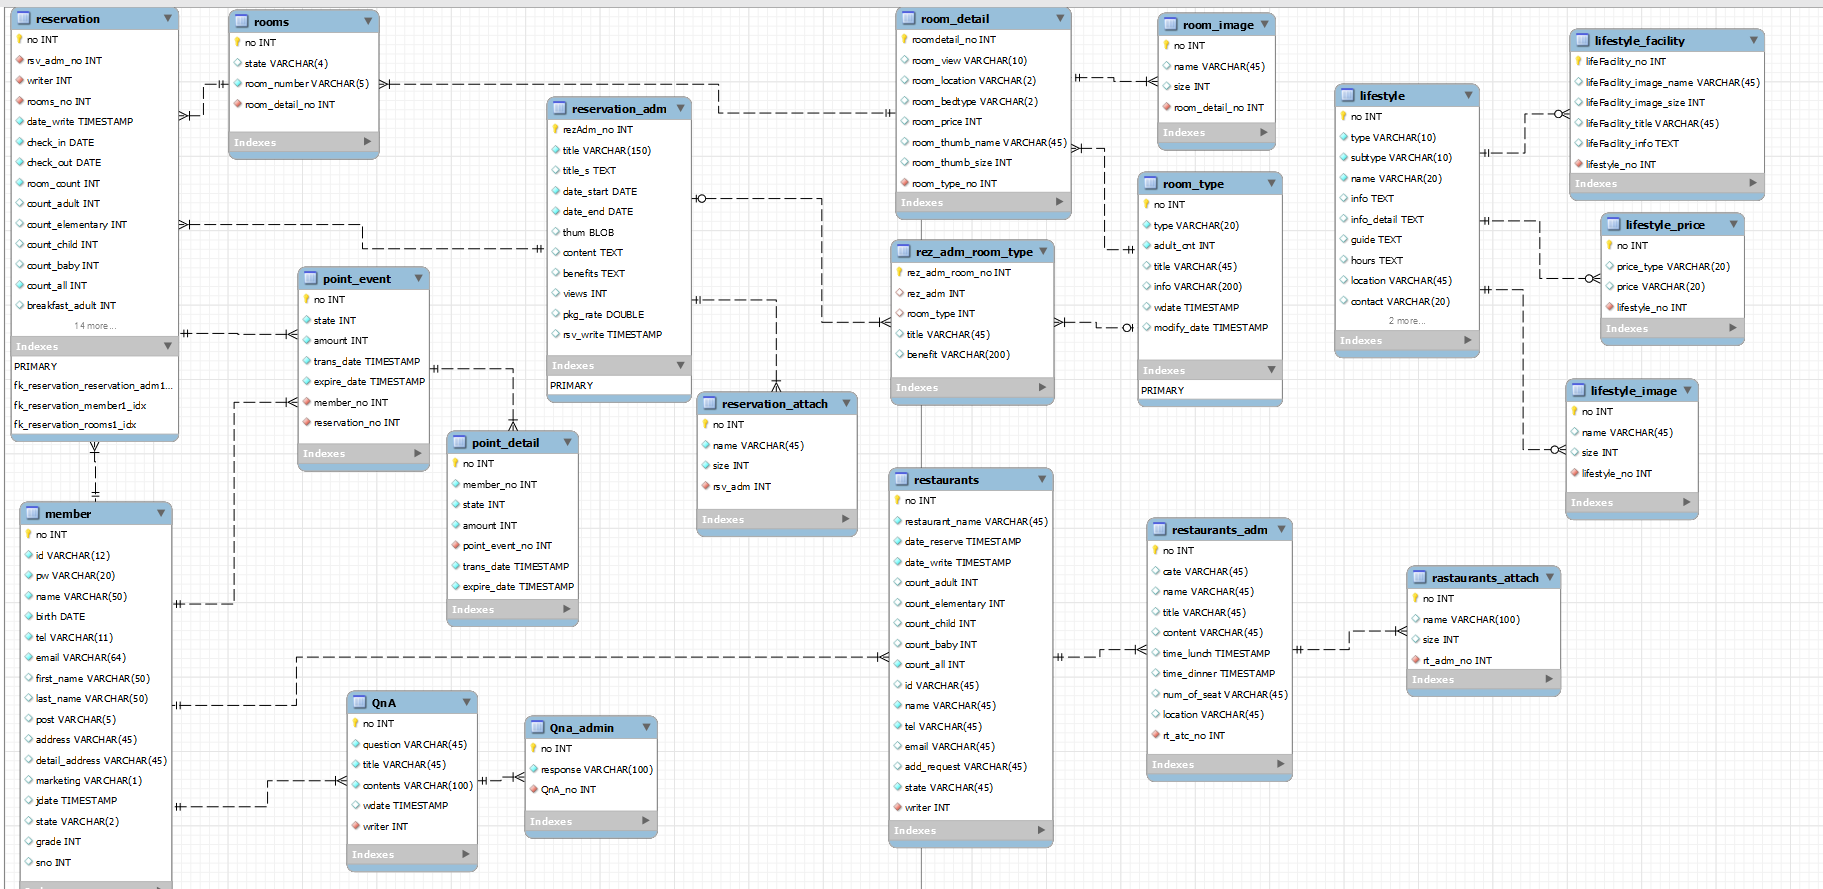 reservation
no INT
rsv_adm_no INT
writer INT
rooms_no INT
date_write TIMESTAMP
check_in DATE
check_out DATE
room_count INT
count_adult INT
count_elementary INT
count_child INT
count_baby INT
count_all INT
breakfast_adult INT
14 more...
Indexes
PRIMARY
fk_reservation_reservation_adm1...
fk_reservation_member1_idx
fk_reservation_rooms1_idx
rooms
no INT
state VARCHAR(4)
room_number VARCHAR(5)
room_detail_no INT
Indexes
reservation_adm
rezAdm_no INT
title VARCHAR(150)
title_s TEXT
date_start DATE
date_end DATE
thum BLOB
content TEXT
benefits TEXT
views INT
pkg_rate DOUBLE
rsv_write TIMESTAMP
Indexes
PRIMARY
room_detail
roomdetail_no INT
room_view VARCHAR(10)
room_location VARCHAR(2)
room_bedtype VARCHAR(2)
room_price INT
room_thumb_name VARCHAR(45)
room_thumb_size INT
room_type_no INT
Indexes
room_image
no INT
name VARCHAR(45)
size INT
room_detail_no INT
Indexes
room_type
no INT
type VARCHAR(20)
adult_cnt INT
title VARCHAR(45)
info VARCHAR(200)
wdate TIMESTAMP
modify_date TIMESTAMP
Indexes
PRIMARY
lifestyle
no INT
type VARCHAR(10)
subtype VARCHAR(10)
name VARCHAR(20)
info TEXT
info_detail TEXT
guide TEXT
hours TEXT
location VARCHAR(45)
contact VARCHAR(20)
2 more...
Indexes
lifestyle_facility
lifeFacility_no INT
lifeFacility_image_name VARCHAR(45)
lifeFacility_image_size INT
lifeFacility_title VARCHAR(45)
lifeFacility_info TEXT
lifestyle_no INT
Indexes
lifestyle_price
no INT
price_type VARCHAR(20)
price VARCHAR(20)
lifestyle_no INT
Indexes
lifestyle_image
no INT
name VARCHAR(45)
size INT
lifestyle_no INT
Indexes
point_event
no INT
state INT
amount INT
trans_date TIMESTAMP
expire_date TIMESTAMP
member_no INT
reservation_no INT
Indexes
point_detail
no INT
member_no INT
state INT
amount INT
point_event_no INT
trans_date TIMESTAMP
expire_date TIMESTAMP
Indexes
rez_adm_room_type
rez_adm_room_no INT
rez_adm INT
room_type INT
title VARCHAR(45)
benefit VARCHAR(200)
Indexes
reservation_attach
no INT
name VARCHAR(45)
size INT
rsv_adm INT
Indexes
member
no INT
id VARCHAR(12)
pw VARCHAR(20)
name VARCHAR(50)
birth DATE
tel VARCHAR(11)
email VARCHAR(64)
first_name VARCHAR(50)
last_name VARCHAR(50)
post VARCHAR(5)
address VARCHAR(45)
detail_address VARCHAR(45)
marketing VARCHAR(1)
jdate TIMESTAMP
state VARCHAR(2)
grade INT
sno INT
QnA
no INT
question VARCHAR(45)
title VARCHAR(45)
contents VARCHAR(100)
wdate TIMESTAMP
writer INT
Indexes
Qna_admin
no INT
response VARCHAR(100)
QnA_no INT
Indexes
restaurants
no INT
restaurant_name VARCHAR(45)
date_reserve TIMESTAMP
date_write TIMESTAMP
count_adult INT
count_elementary INT
count_child INT
count_baby INT
count_all INT
id VARCHAR(45)
name VARCHAR(45)
tel VARCHAR(45)
email VARCHAR(45)
add_request VARCHAR(45)
state VARCHAR(45)
writer INT
Indexes
restaurants_adm
no INT
cate VARCHAR(45)
name VARCHAR(45)
title VARCHAR(45)
content VARCHAR(45)
time_lunch TIMESTAMP
time_dinner TIMESTAMP
num_of_seat VARCHAR(45)
location VARCHAR(45)
rt_atc_no INT
Indexes
rastaurants_attach
no INT
name VARCHAR(100)
size INT
rt_adm_no INT
Indexes